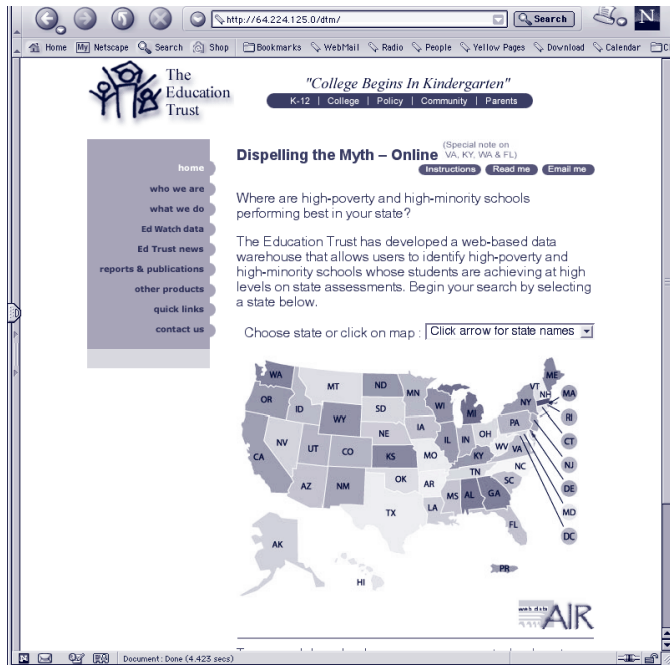 http://64.224.125.0/dtm/
Search
N
Home My Netscape Search Shop Bookmarks WebMail Radio People Yellow Pages Download Calendar
The
Education
Trust
"College Begins In Kindergarten"
K-12 | College | Policy | Community | Parents
home
who we are
what we do
Ed Watch data
Ed Trust news
reports & publications
other products
quick links
contact us
Dispelling the Myth – Online
(Special note on
VA, KY, WA & FL)
Instructions Read me Email me
Where are high-poverty and high-minority schools
performing best in your state?
The Education Trust has developed a web-based data
warehouse that allows users to identify high-poverty and
high-minority schools whose students are achieving at high
levels on state assessments. Begin your search by selecting
a state below.
Choose state or click on map : Click arrow for state names
WA MT ND MN ME
VT NH MA
OR ID SD WI MI NY RI
WY IA PA CT
NE IL IN OH NJ
NV UT CO KS MO KY WV VA DE
CA OK TN NC MD
AZ NM AR SC DC
MS AL GA
TX LA FL
AK
HI
PR
web data
AIR
Document: Done (4.423 secs)